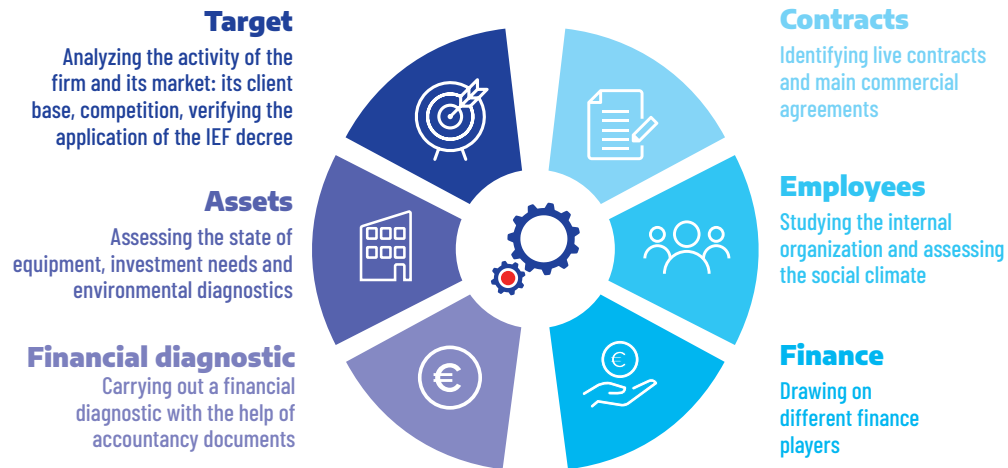 Target
Analyzing the activity of the
firm and its market: its client
base, competition, verifying the
application of the IEF decree
Assets
Assessing the state of
equipment, investment needs and
environmental diagnostics
Financial diagnostic
Carrying out a financial
diagnostic with the help of
accountancy documents
Contracts
Identifying live contracts
and main commercial
agreements
Employees
Studying the internal
organization and assessing
the social climate
Finance
Drawing on
different finance
players
€
€